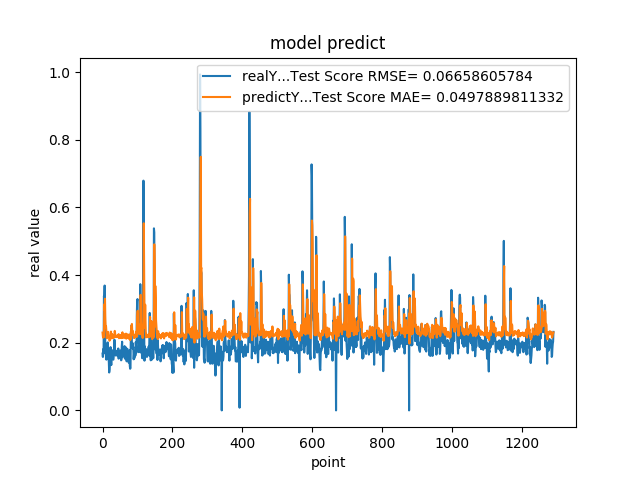 model predict
realY...Test Score RMSE= 0.06658605784
predictY...Test Score MAE= 0.0497889811332
real value
1.0
0.8
0.6
0.4
0.2
0.0
0 200 400 600 800 1000 1200
point